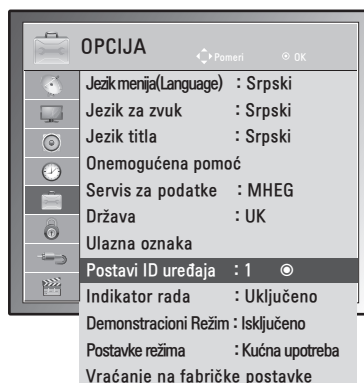 OPCIJA
Pomeri
OK
Jezik menija(Language) : Srpski
Jezik za zvuk : Srpski
Jezik titla : Srpski
Onemogućena pomoć
Servis za podatke : MHEG
Država : UK
Ulazna oznaka
Postavi ID uređaja : 1
Indikator rada : Uključeno
Demonstracioni Režim : Isključeno
Postavke režima : Kućna upotreba
Vraćanje na fabričke postavke